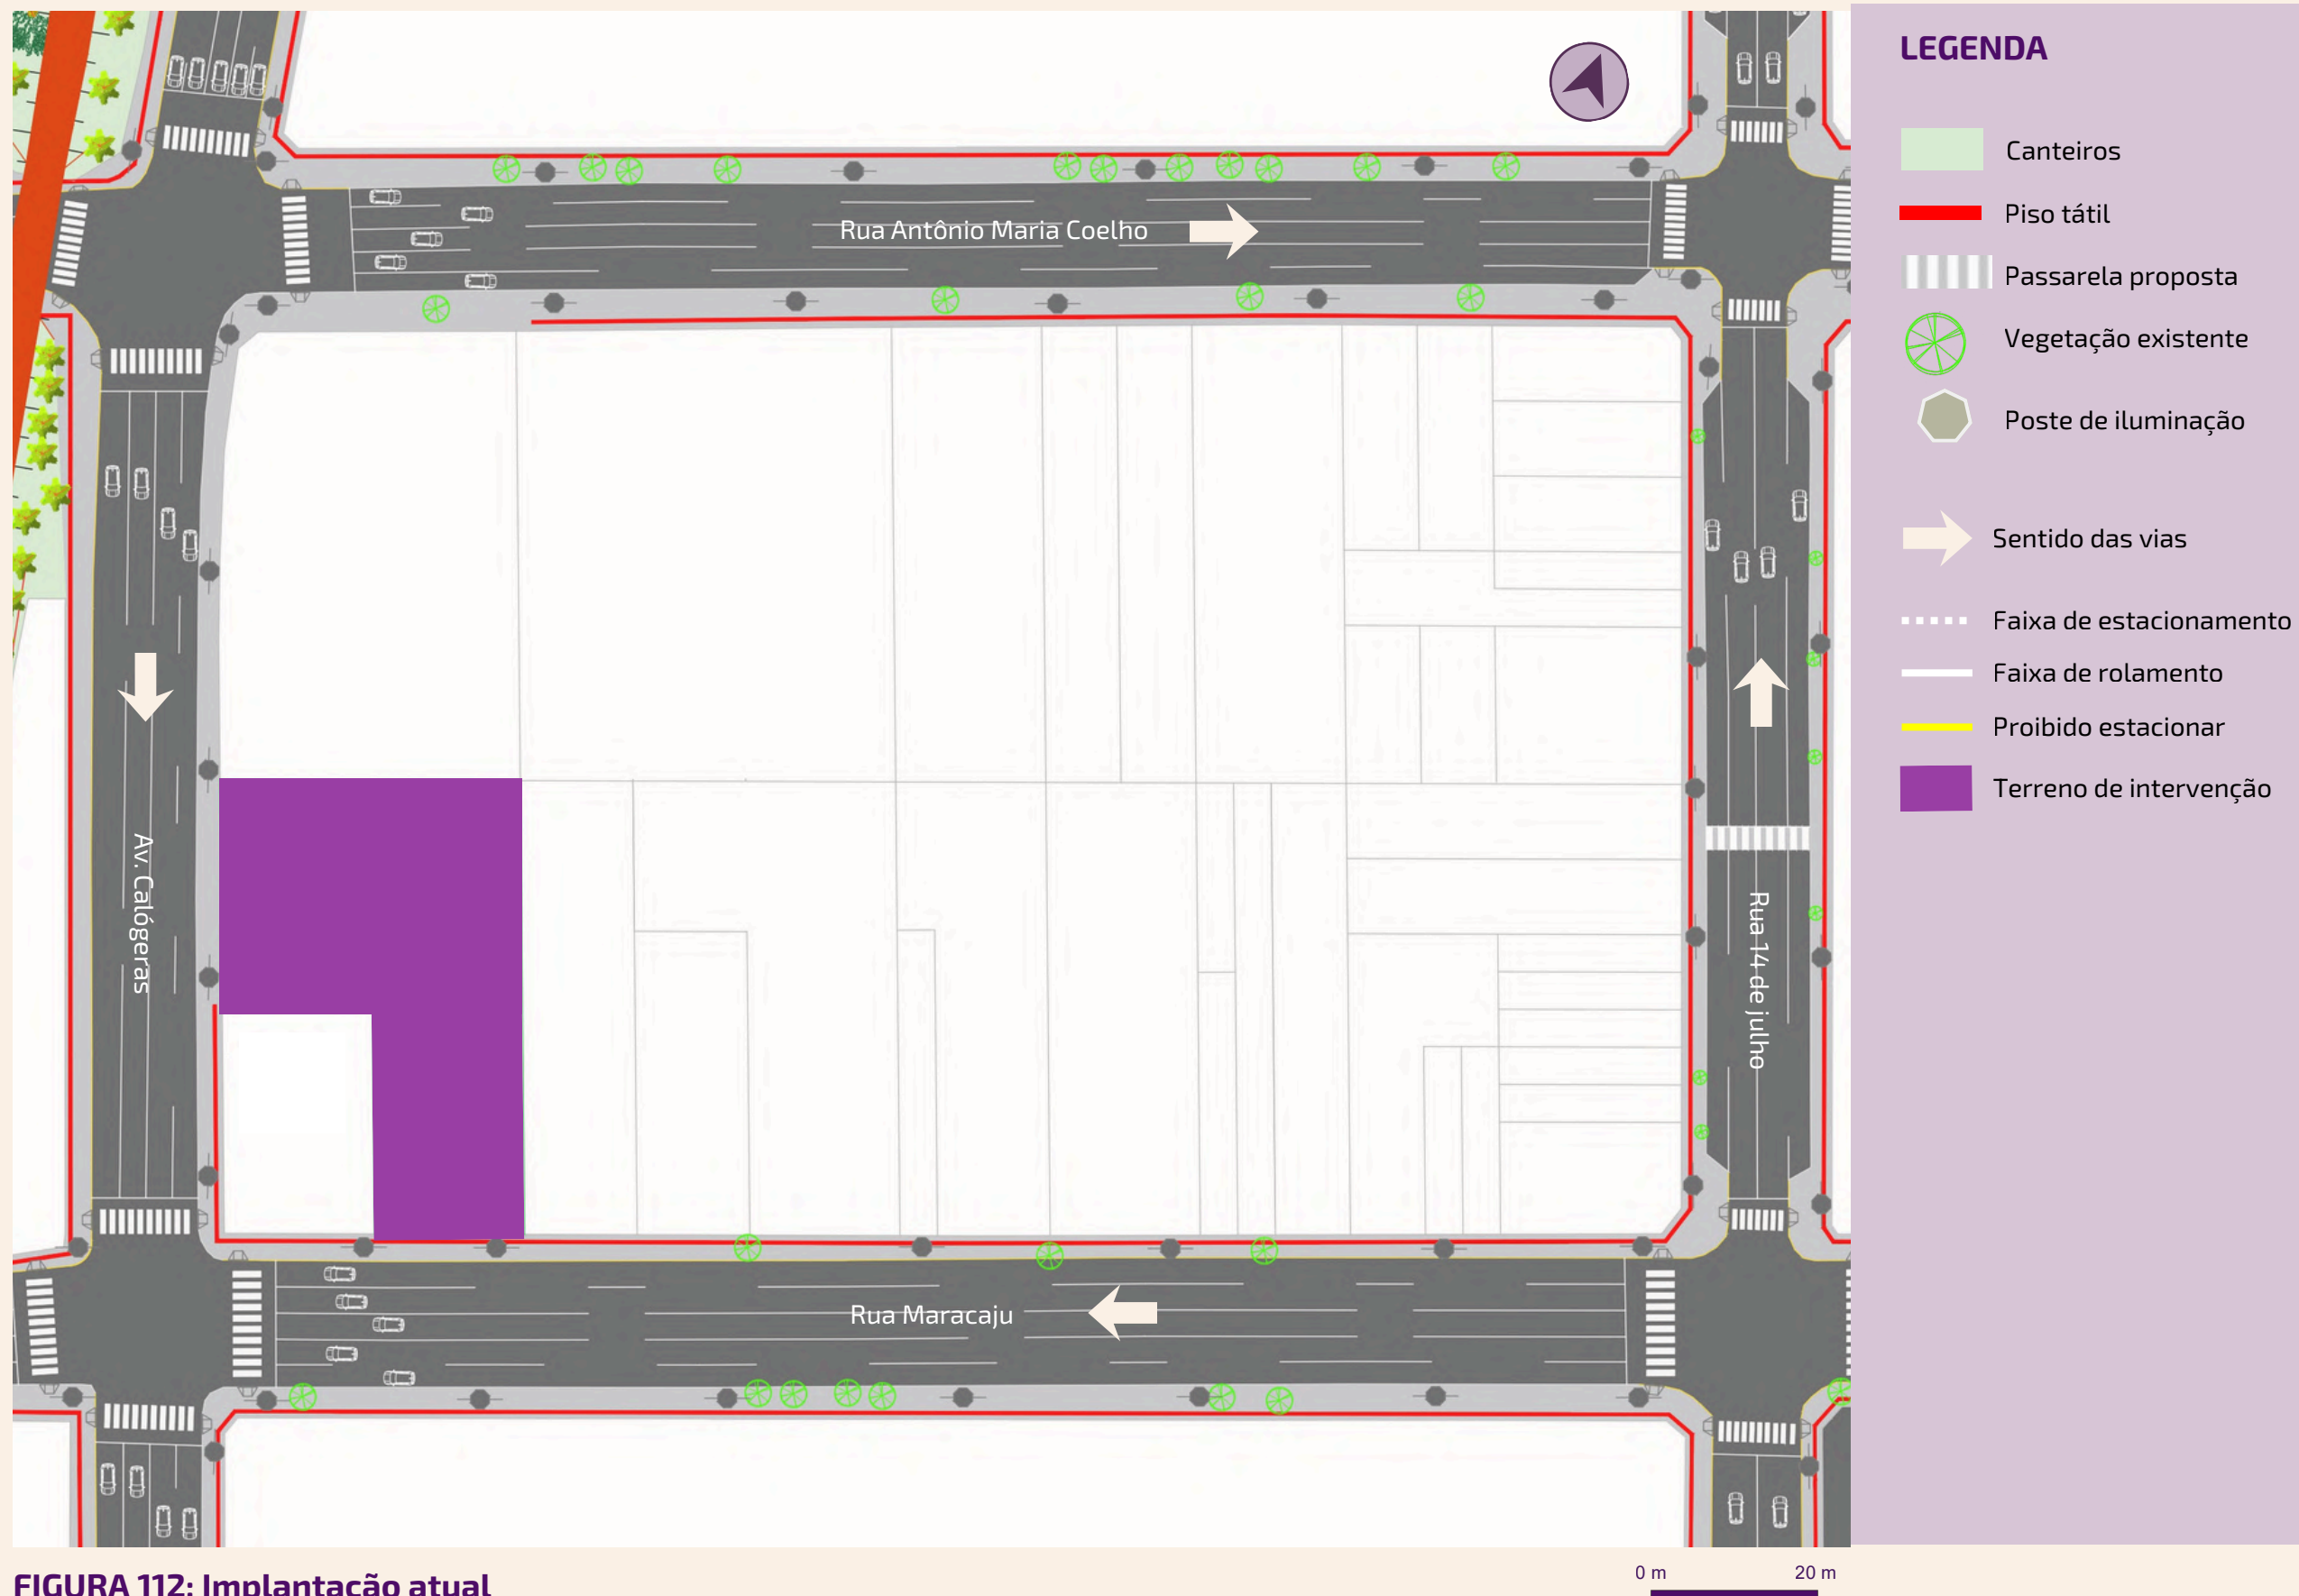 LEGENDA
Canteiros
Piso tátil
Passarela proposta
Vegetação existente
Poste de iluminação
Sentido das vias
Faixa de estacionamento
Faixa de rolamento
Proibido estacionar
Terreno de intervenção
Rua Antônio Maria Coelho
Av. Calógeras
Rua 14 de julho
Rua Maracaju
0 m 20 m
FIGURA 112: Implantação atual